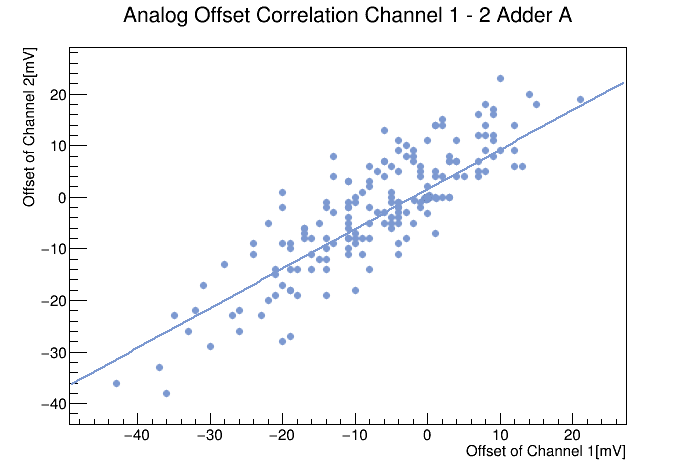 Analog Offset Correlation Channel 1 - 2 Adder A
Offset of Channel 2[mV]
20
10
0
−10
−20
−30
−40
−40 −30 −20 −10 0 10 20
Offset of Channel 1[mV]